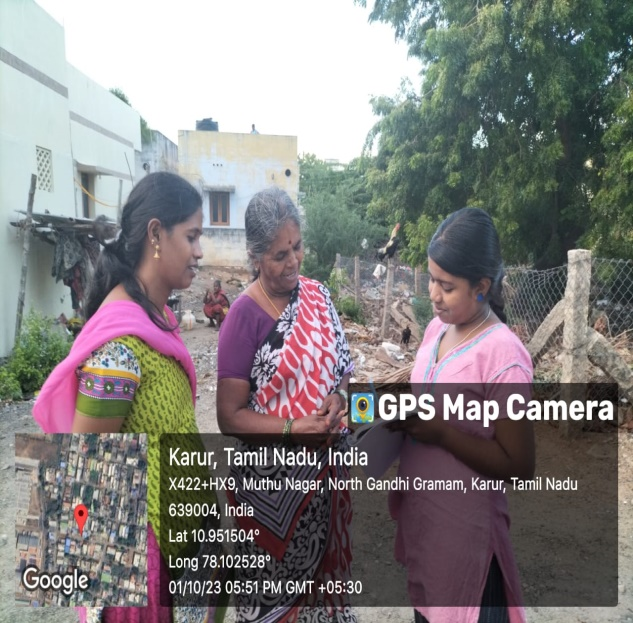 GPS Map Camera
Karur, Tamil Nadu, India
X422+HX9, Muthu Nagar, North Gandhi Gramam, Karur, Tamil Nadu
639004, India
Lat 10.951504°
Long 78.102528°
01/10/23 05:51 PM GMT +05:30
Google